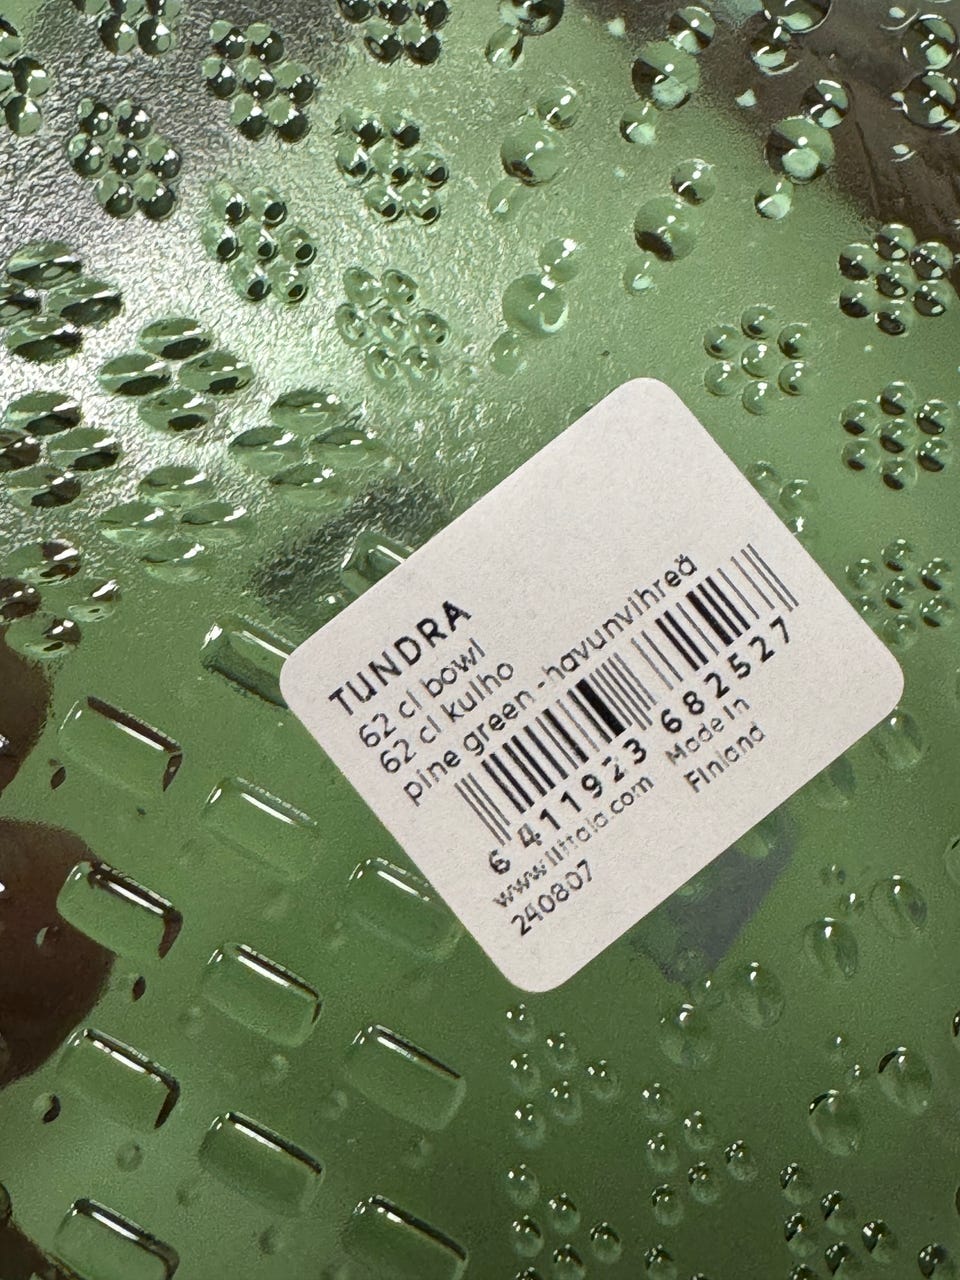 TUNDRA
62 cl bowl
62 cl kulho
pine green - havunvihreä
6 411923 682527
www.iittala.com
Made in
Finland
240807